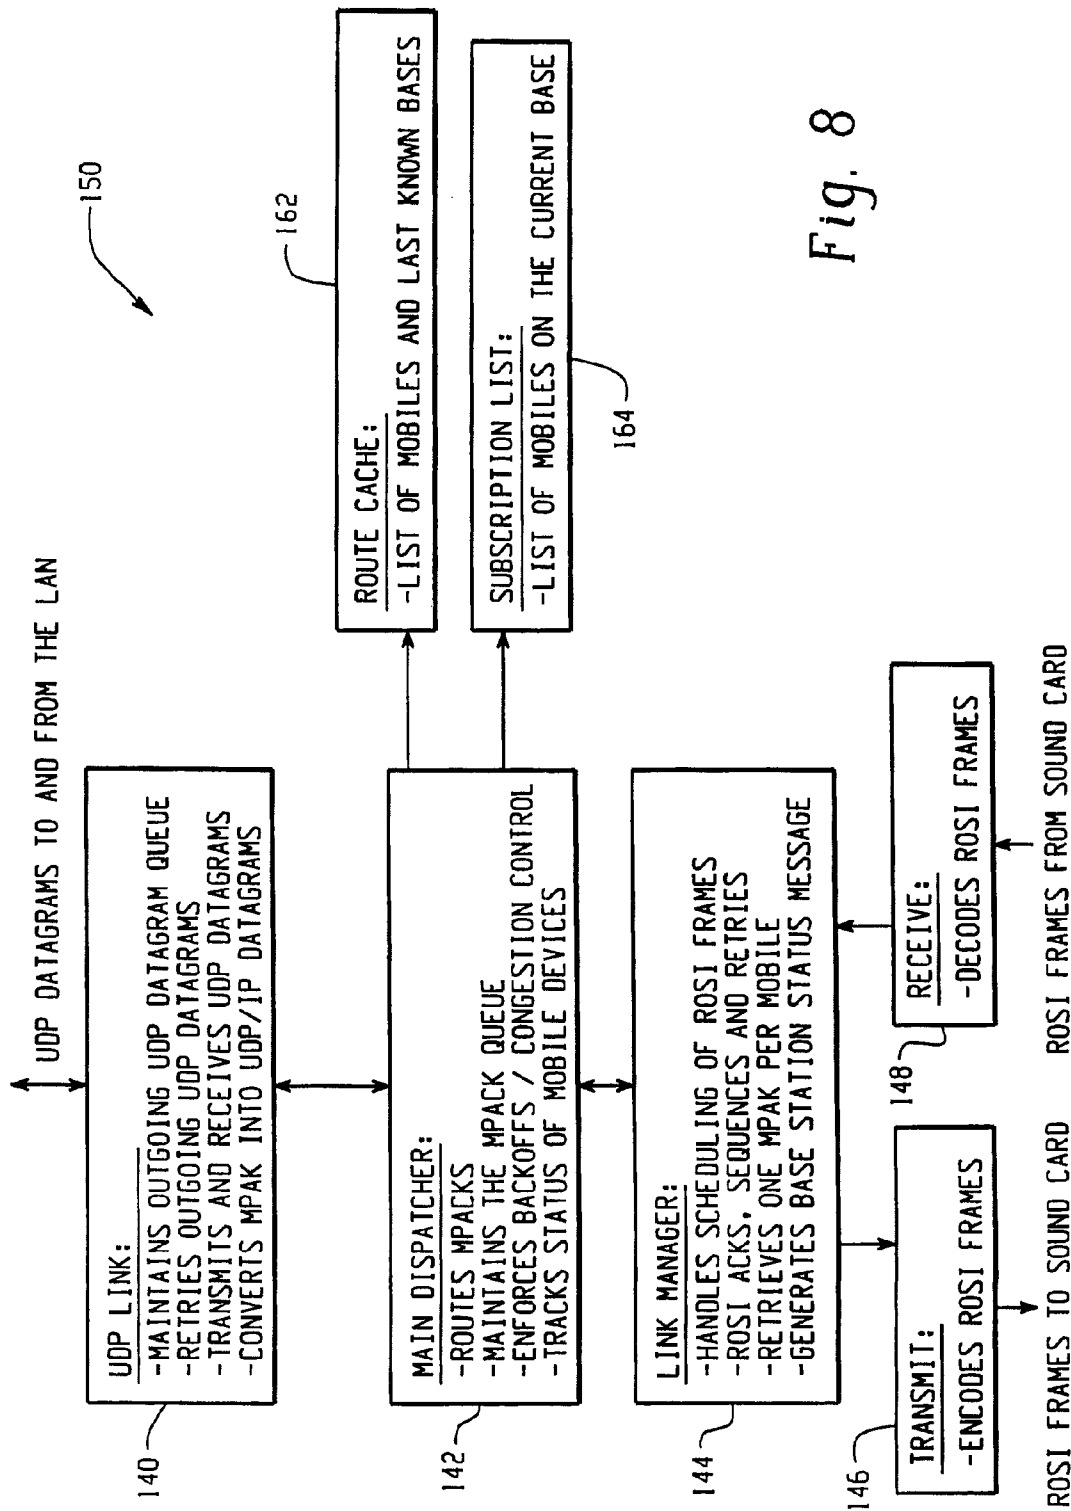 UDP DATAGRAMS TO AND FROM THE LAN
150
UDP LINK:
-MAINTAINS OUTGOING UDP DATAGRAM QUEUE
-RETRIES OUTGOING UDP DATAGRAMS
-TRANSMITS AND RECEIVES UDP DATAGRAMS
-CONVERTS MPAK INTO UDP/IP DATAGRAMS
140
162
ROUTE CACHE:
-LIST OF MOBILES AND LAST KNOWN BASES
MAIN DISPATCHER:
-ROUTES MPACKS
-MAINTAINS THE MPACK QUEUE
-ENFORCES BACKOFFS / CONGESTION CONTROL
-TRACKS STATUS OF MOBILE DEVICES
142
SUBSCRIPTION LIST:
-LIST OF MOBILES ON THE CURRENT BASE
164
LINK MANAGER:
-HANDLES SCHEDULING OF ROSI FRAMES
-ROSI ACKS, SEQUENCES AND RETRIES
-RETRIEVES ONE MPAK PER MOBILE
-GENERATES BASE STATION STATUS MESSAGE
144
TRANSMIT:
-ENCODES ROSI FRAMES
146
RECEIVE:
-DECODES ROSI FRAMES
148
ROSI FRAMES TO SOUND CARD
ROSI FRAMES FROM SOUND CARD
Fig. 8